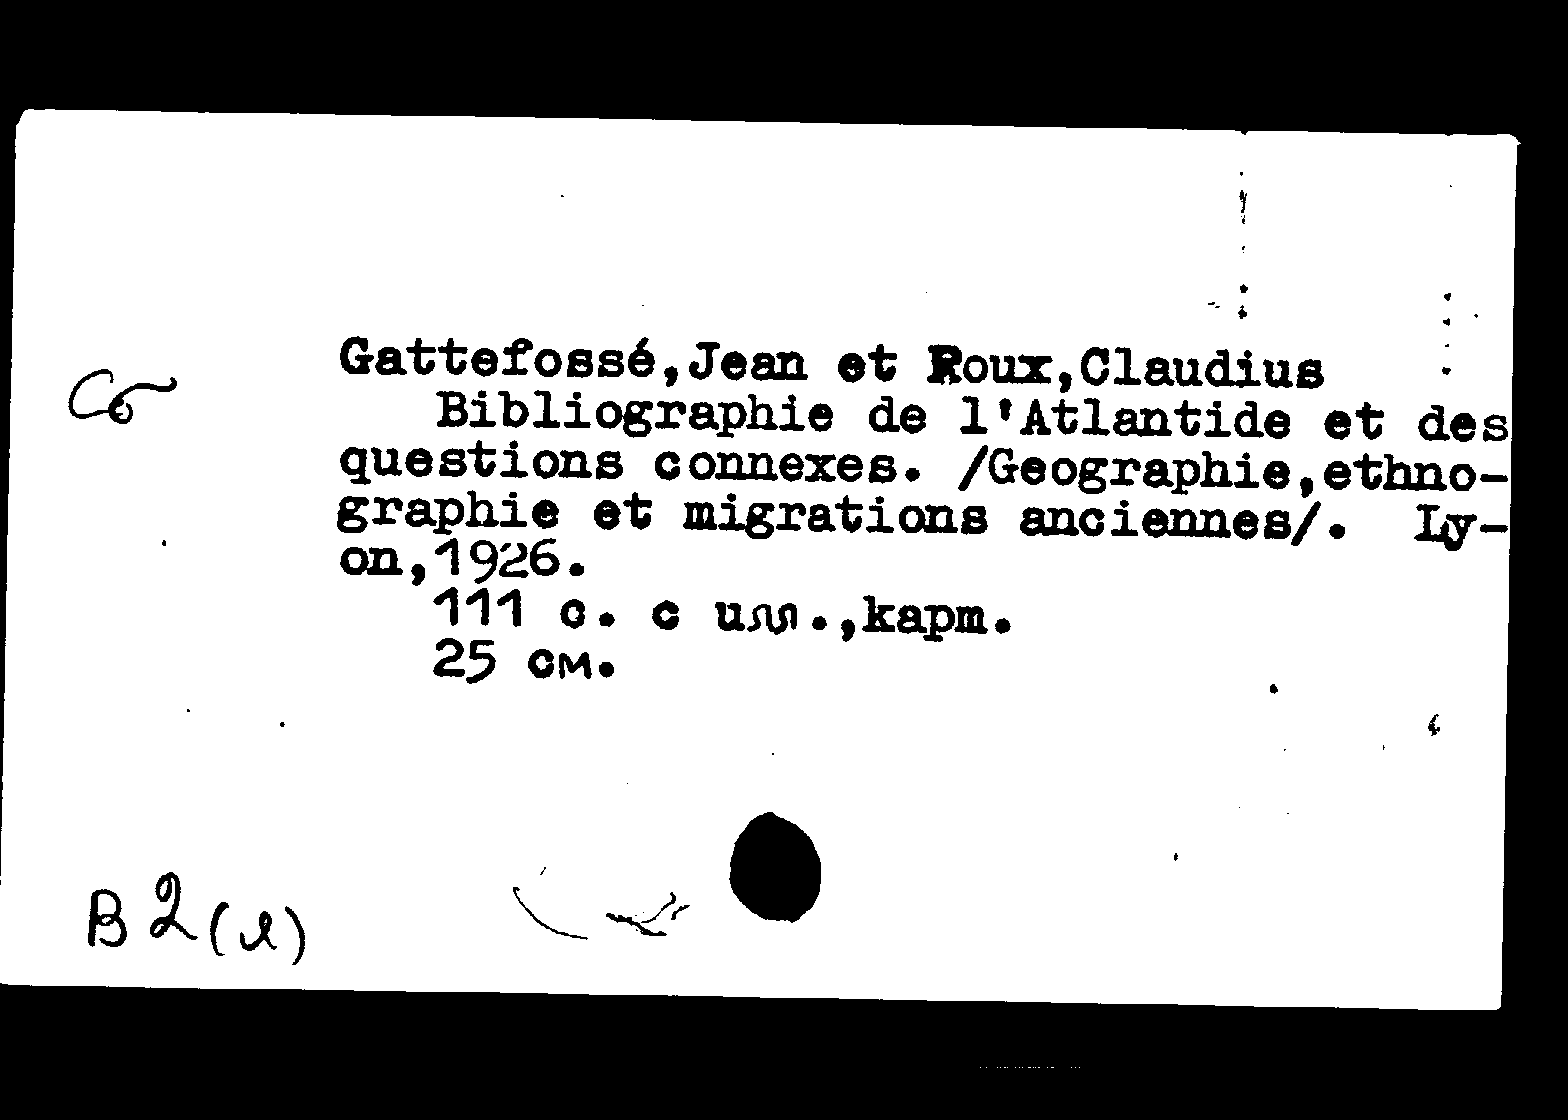 Gattefossé,Jean et Roux,Claudius
Сб
Bibliographie de l'Atlantide et des
questions connexes. /Geographie,ethno-
graphie et migrations anciennes/. Ly-
on,1926.
111 с. с илл.,карт.
25 см.
B2(л)